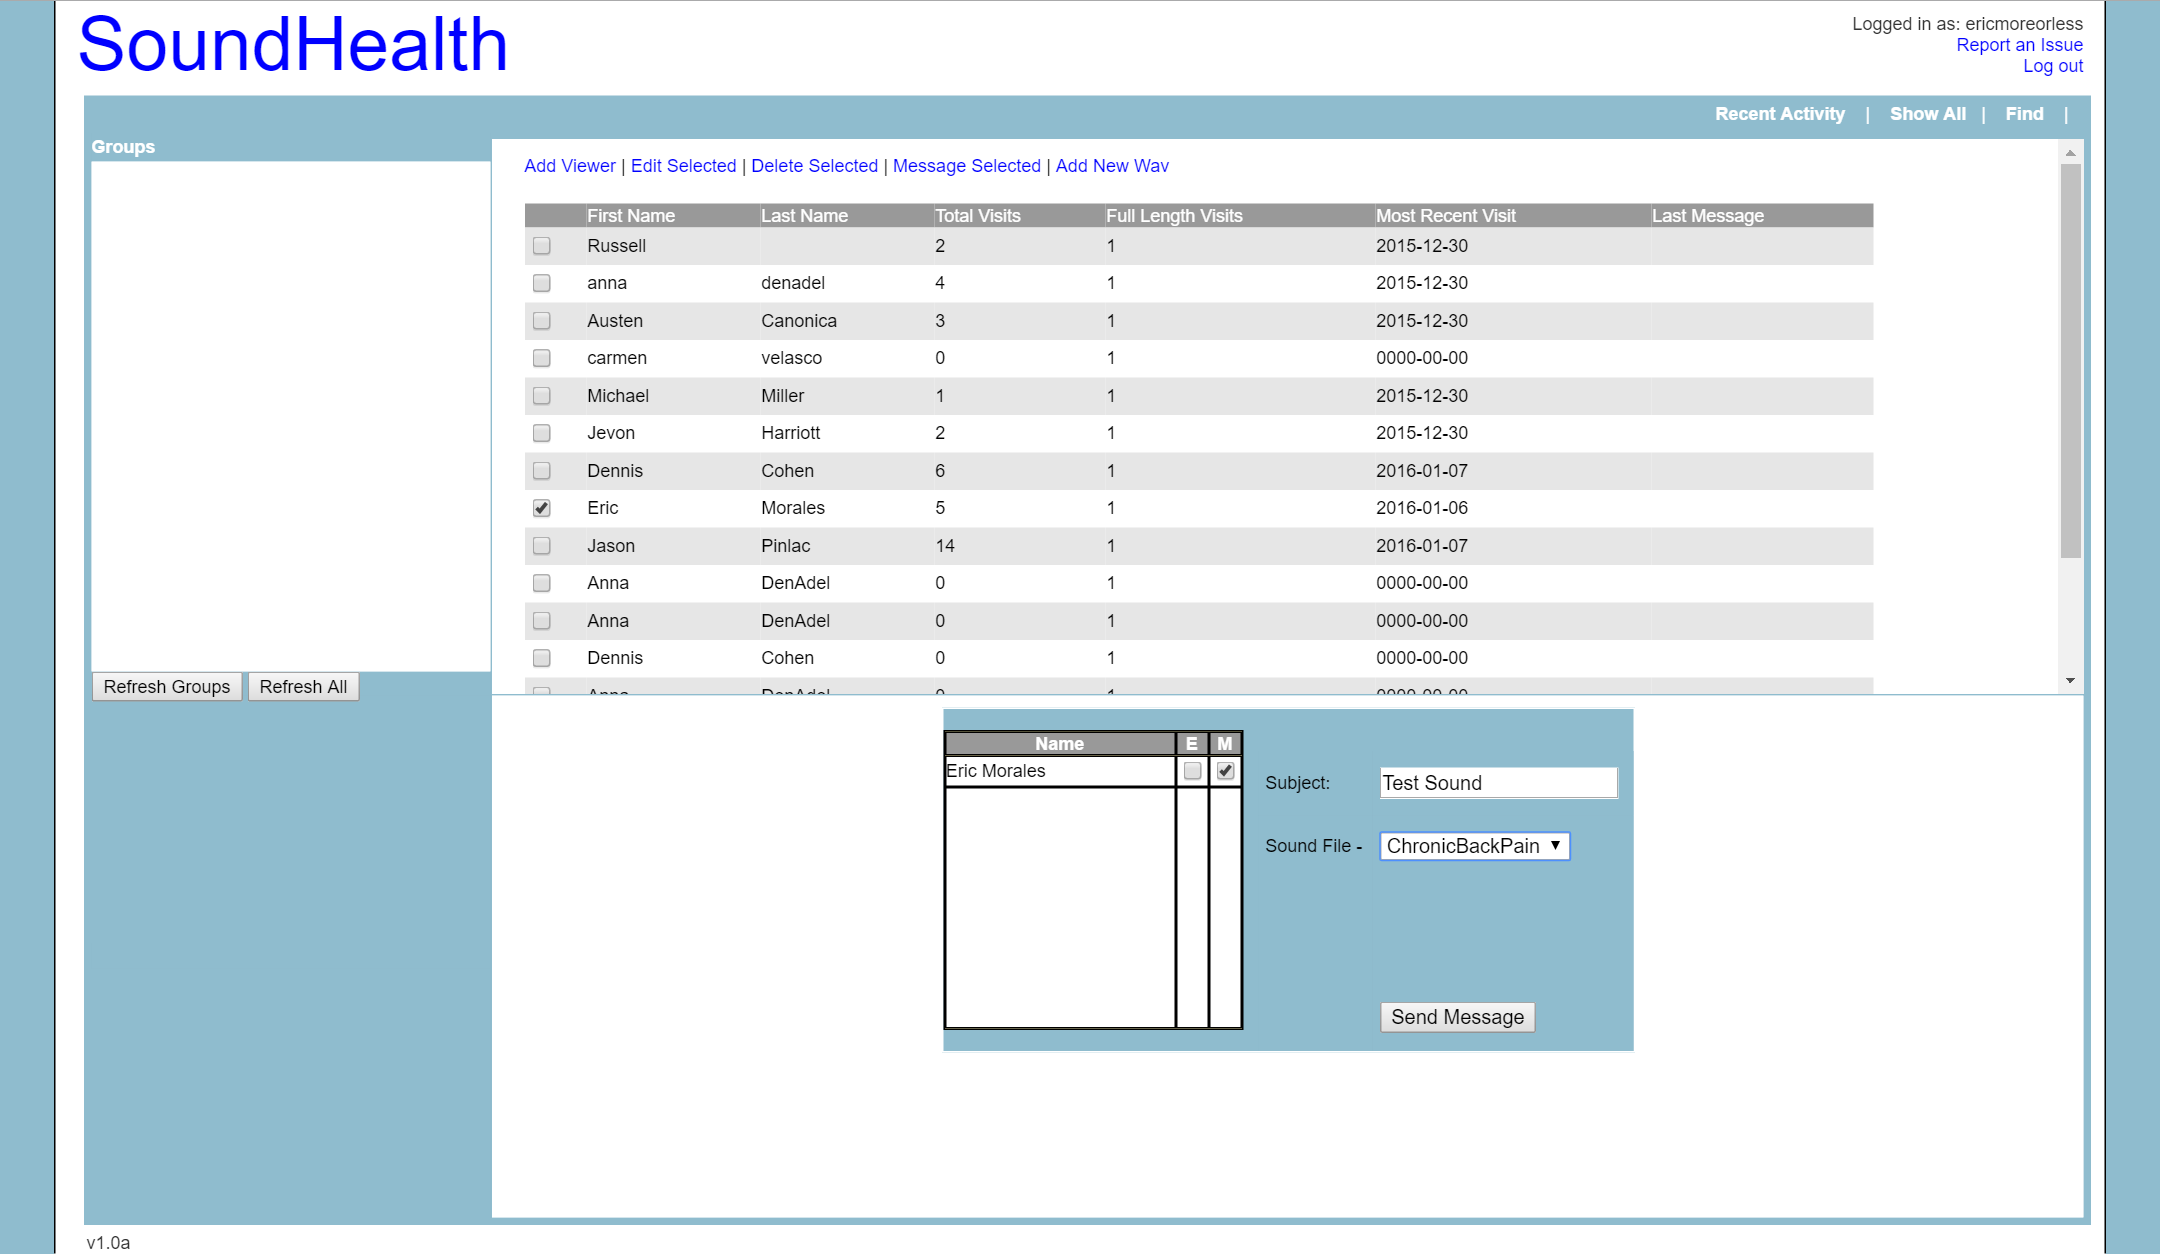 SoundHealth
Logged in as: ericmoreorless
Report an Issue
Log out
Recent Activity | Show All | Find |
Groups
Add Viewer | Edit Selected | Delete Selected | Message Selected | Add New Wav
First Name Last Name Total Visits Full Length Visits Most Recent Visit Last Message
Russell 2 1 2015-12-30
anna denadel 4 1 2015-12-30
Austen Canonica 3 1 2015-12-30
carmen velasco 0 1 0000-00-00
Michael Miller 1 1 2015-12-30
Jevon Harriott 2 1 2015-12-30
Dennis Cohen 6 1 2016-01-07
Eric Morales 5 1 2016-01-06
Jason Pinlac 14 1 2016-01-07
Anna DenAdel 0 1 0000-00-00
Anna DenAdel 0 1 0000-00-00
Dennis Cohen 0 1 0000-00-00
Anna DenAdel 0 1 0000-00-00
Refresh Groups Refresh All
Name E M
Eric Morales
Subject: Test Sound
Sound File - ChronicBackPain
Send Message
v1.0a